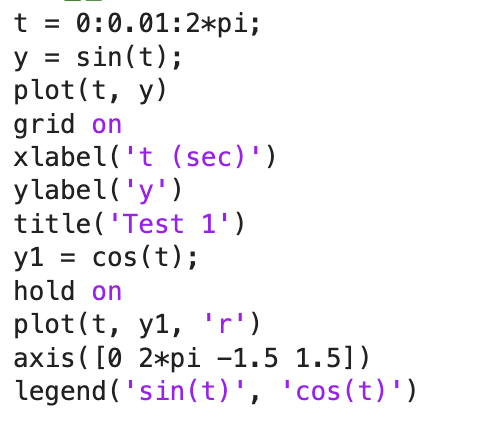 t = 0:0.01:2*pi;
y = sin(t);
plot(t, y)
grid on
xlabel('t (sec)')
ylabel('y')
title('Test 1')
y1 = cos(t);
hold on
plot(t, y1, 'r')
axis([0 2*pi -1.5 1.5])
legend('sin(t)', 'cos(t)')